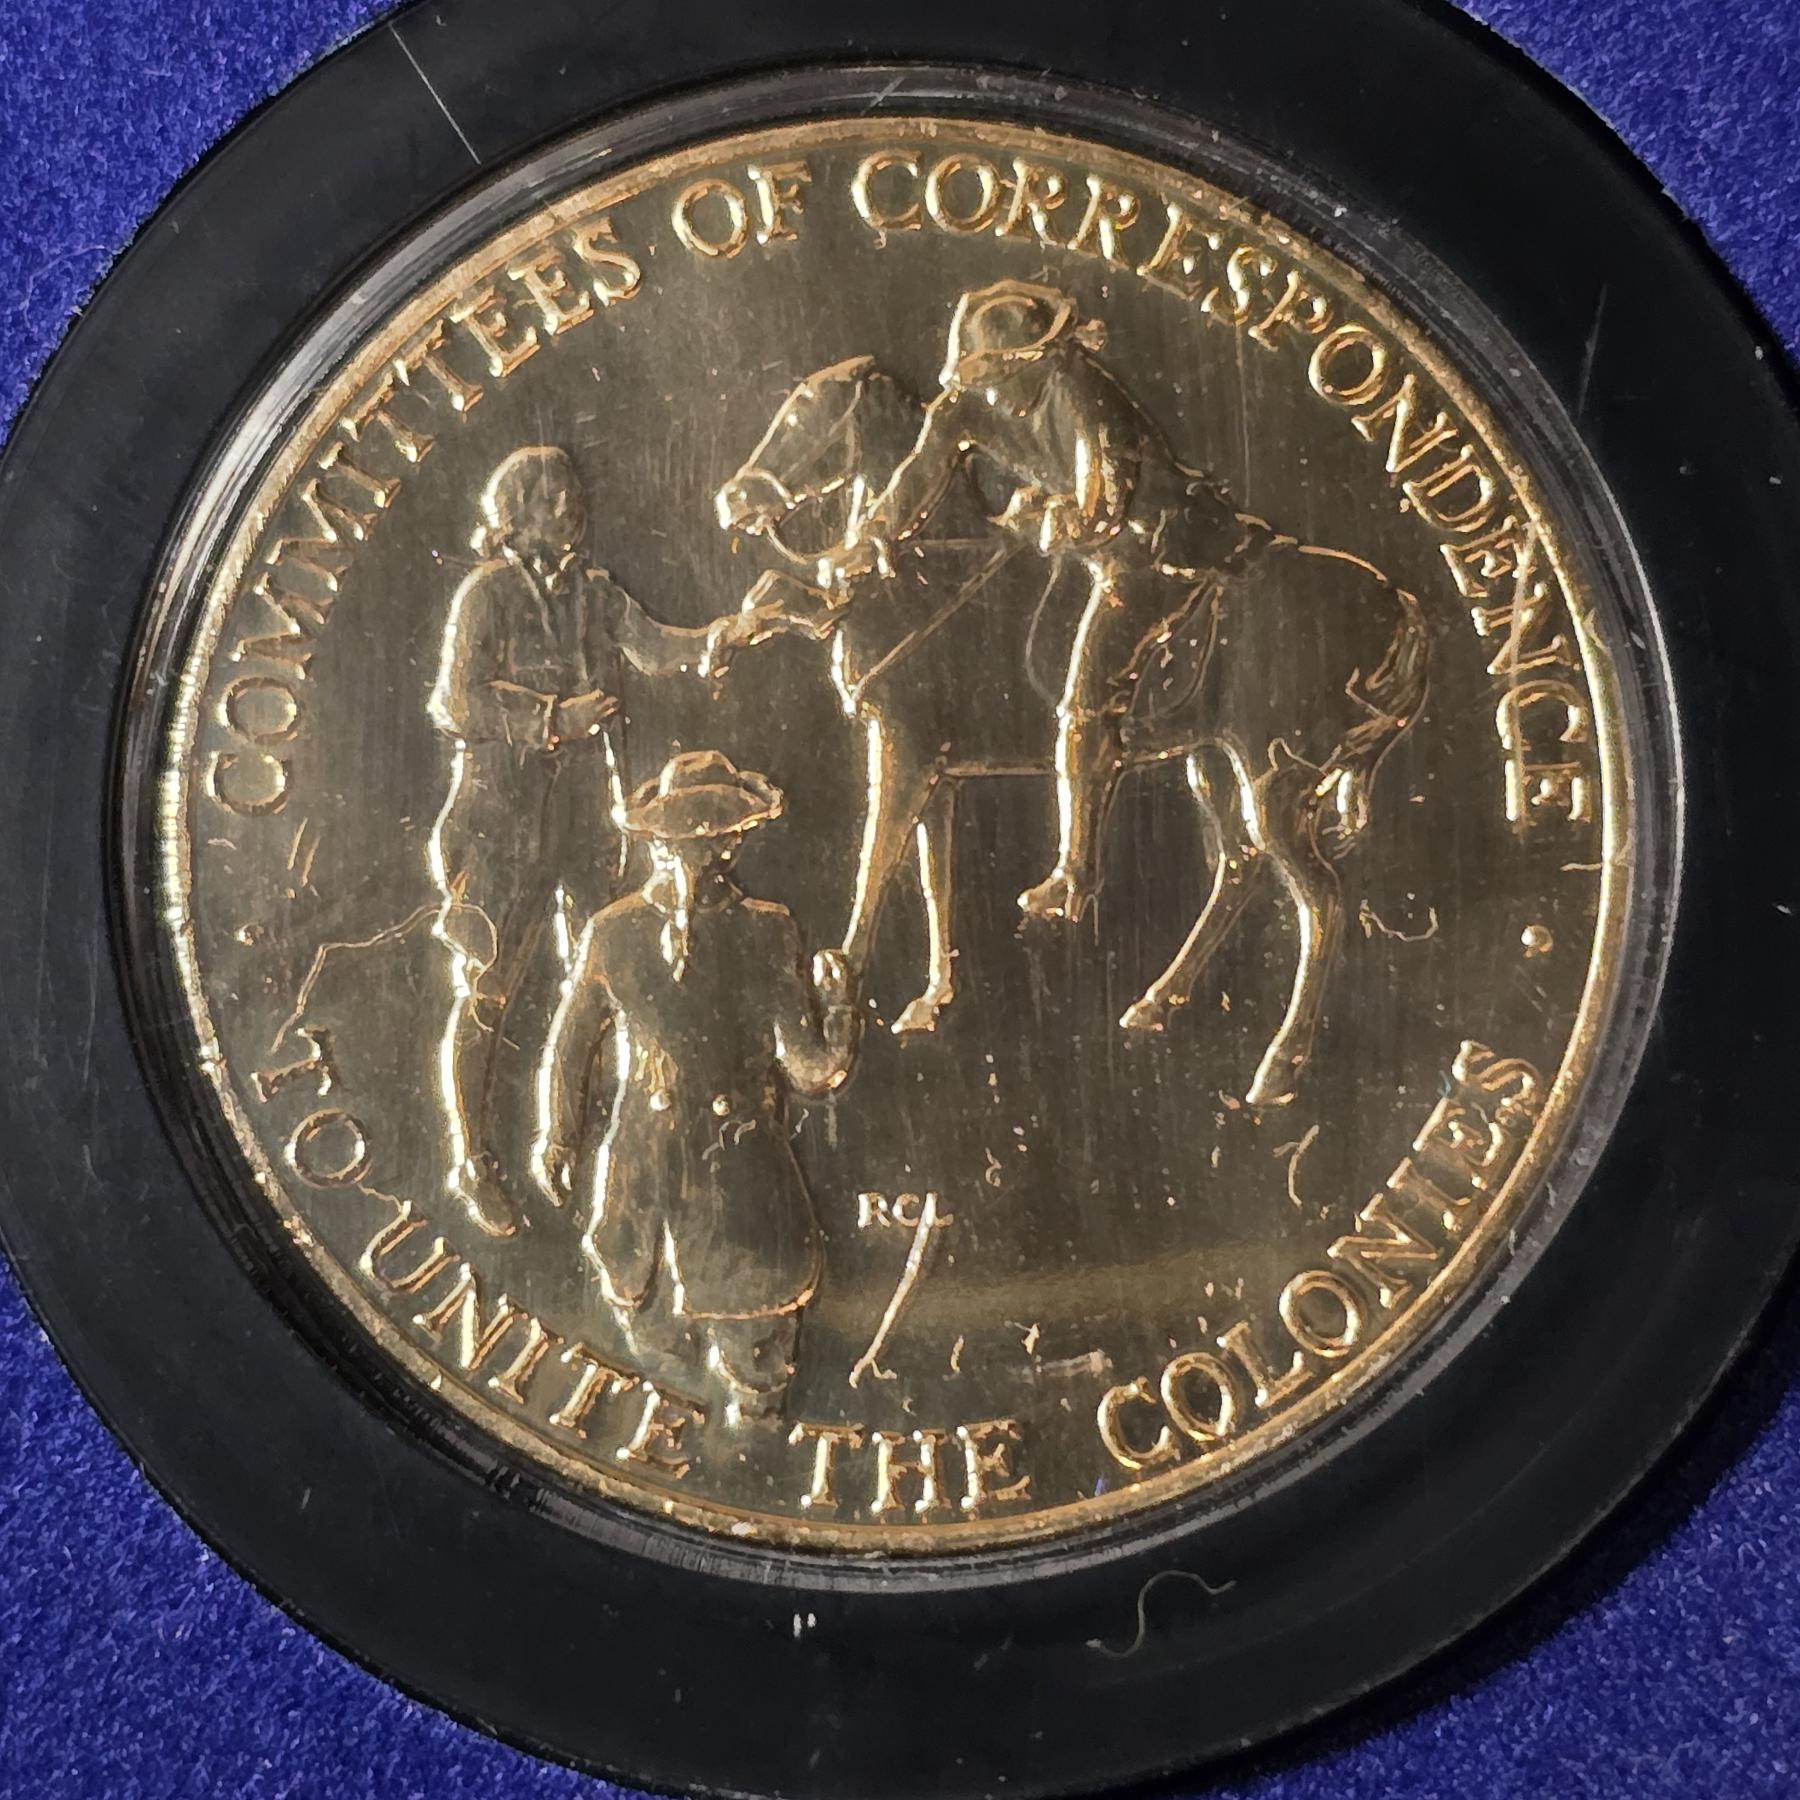 COMMITTEES OF CORRESPONDENCE
RCL
TO UNITE THE COLONIES